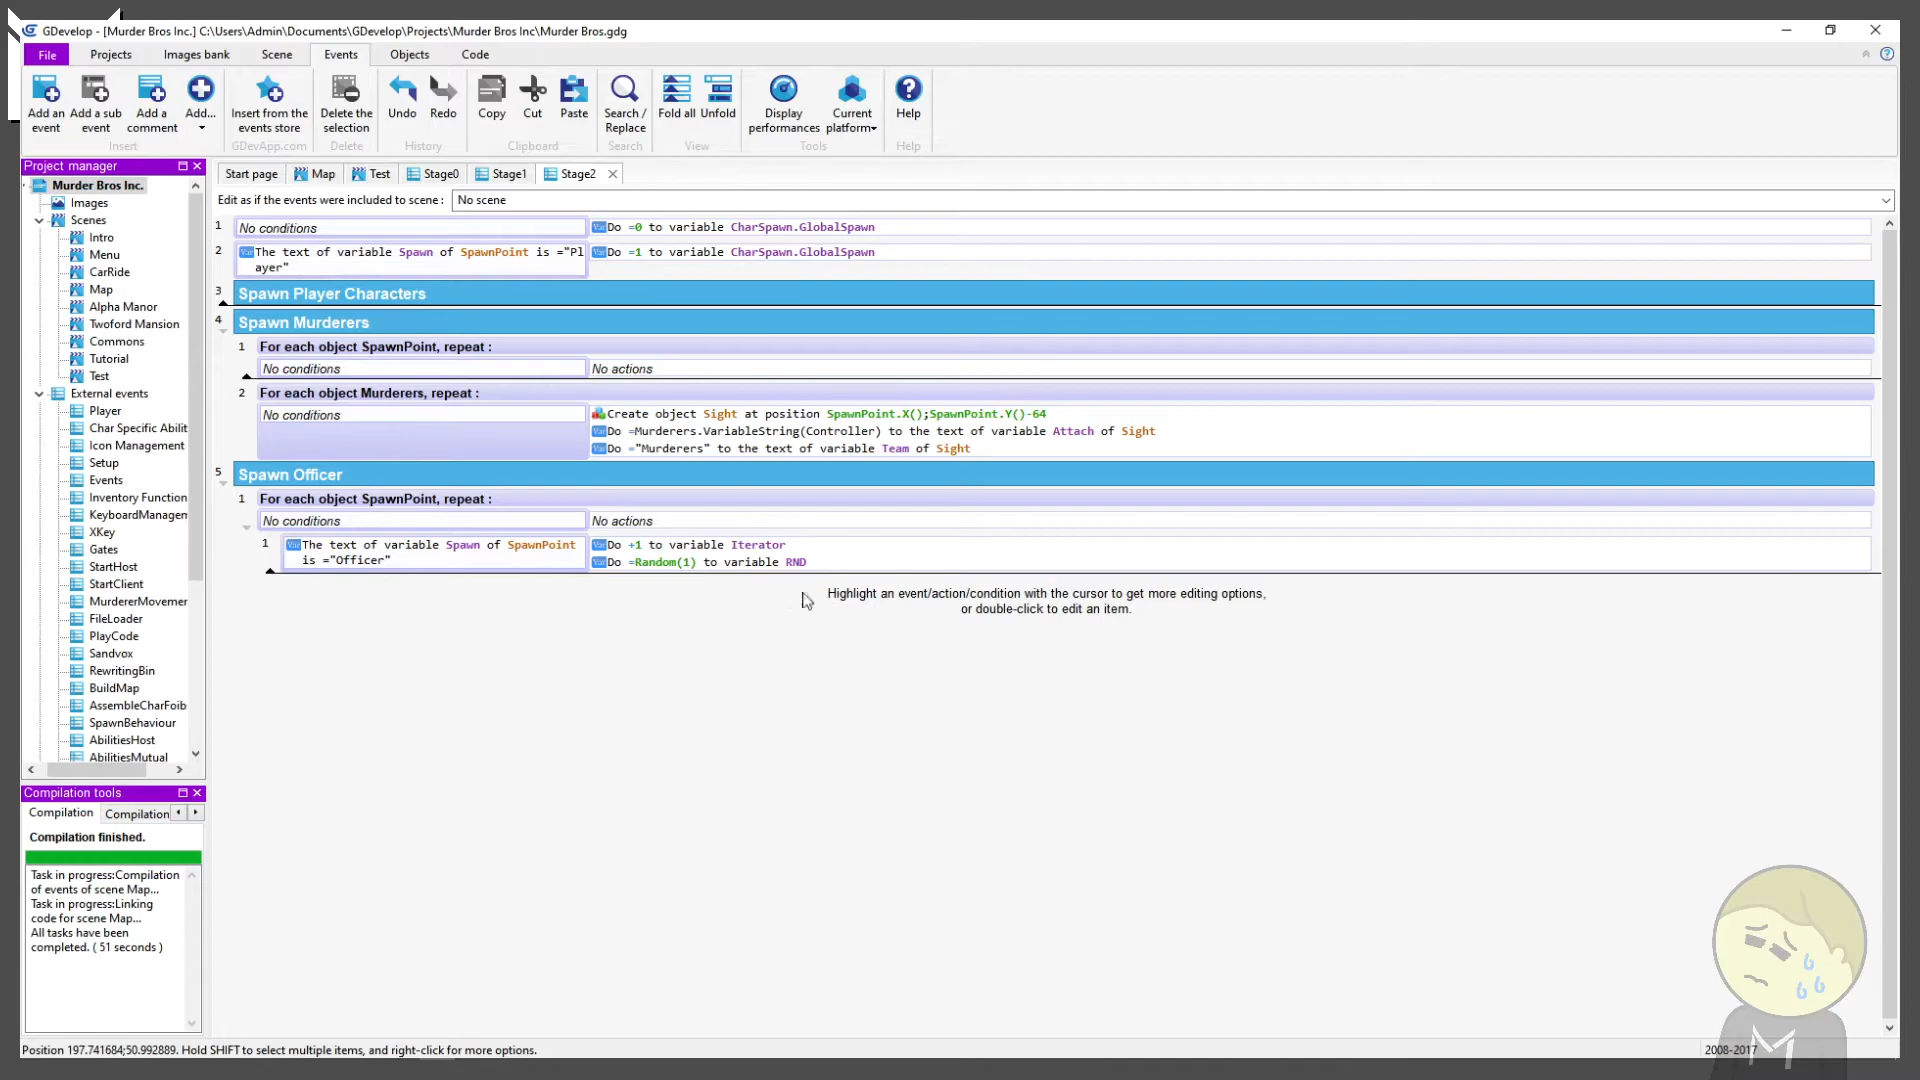 GDevelop - [Murder Bros Inc.] C:\Users\Admin\Documents\GDevelop\Projects\Murder Bros Inc\Murder Bros.gdg
File Projects Images bank Scene Events Objects Code
Add an event
Add a sub event
Add a comment
Add...
Insert
Insert from the events store
GDevApp.com
Delete the selection
Delete
Undo Redo
History
Copy Cut Paste
Clipboard
Search / Replace
Search
Fold all Unfold
View
Display performances
Current platform
Tools
Help
Help
Project manager
Murder Bros Inc.
Images
Scenes
Intro
Menu
CarRide
Map
Alpha Manor
Twoford Mansion
Commons
Tutorial
Test
External events
Player
Char Specific Abilit
Icon Management
Setup
Events
Inventory Function
KeyboardManagem
XKey
Gates
StartHost
StartClient
MurdererMovemer
FileLoader
PlayCode
Sandvox
RewritingBin
BuildMap
AssembleCharFoib
SpawnBehaviour
AbilitiesHost
AbilitiesMutual
Compilation tools
Compilation Compilation
Compilation finished.
Task in progress:Compilation
of events of scene Map...
Task in progress:Linking
code for scene Map...
All tasks have been
completed. ( 51 seconds )
Start page Map Test Stage0 Stage1 Stage2
Edit as if the events were included to scene : No scene
1 No conditions Do =0 to variable CharSpawn.GlobalSpawn
2 The text of variable Spawn of SpawnPoint is ="Pl Do =1 to variable CharSpawn.GlobalSpawn
ayer"
3 Spawn Player Characters
4 Spawn Murderers
1 For each object SpawnPoint, repeat :
No conditions No actions
2 For each object Murderers, repeat :
No conditions Create object Sight at position SpawnPoint.X();SpawnPoint.Y()-64
Do =Murderers.VariableString(Controller) to the text of variable Attach of Sight
Do ="Murderers" to the text of variable Team of Sight
5 Spawn Officer
1 For each object SpawnPoint, repeat :
No conditions No actions
1 The text of variable Spawn of SpawnPoint Do +1 to variable Iterator
is ="Officer" Do =Random(1) to variable RND
Highlight an event/action/condition with the cursor to get more editing options,
or double-click to edit an item.
Position 197.741684;50.992889. Hold SHIFT to select multiple items, and right-click for more options.
2008-2017